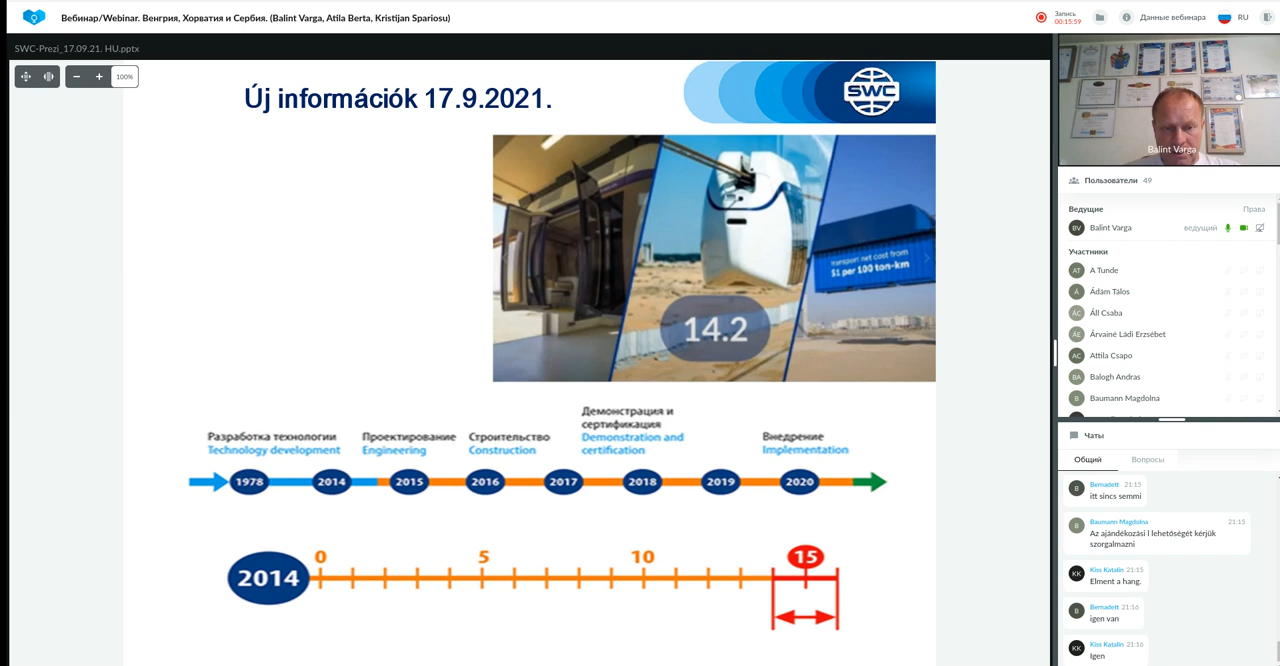 Вебинар/Webinar. Венгрия, Хорватия и Сербия. (Balint Varga, Atila Berta, Kristijan Spariosu)
Запись
00:15:59
Данные вебинара
RU
SWC-Prezi_17.09.21. HU.pptx
100%
Új információk 17.9.2021.
SWC
transport net cost from
$1 per 100 ton-km
14.2
Демонстрация и
сертификация
Разработка технологии
Проектирование
Строительство
Внедрение
Technology development
Engineering
Construction
Demonstration and
certification
Implementation
1978
2014
2015
2016
2017
2018
2019
2020
0
5
10
15
2014
Balint Varga
Пользователи 49
Ведущие
Права
BV
Balint Varga
ведущий
Участники
AT
A Tunde
Á
Ádám Tálos
ÁC
Áll Csaba
ÁE
Árvainé Ládi Erzsébet
AC
Attila Csapo
BA
Balogh Andras
B
Baumann Magdolna
Чаты
Общий
Вопросы
B
Bernadett 21:15
itt sincs semmi
B
Baumann Magdolna 21:15
Az ajándékozási l lehetőségét kérjük
szorgalmazni
KK
Kiss Katalin 21:15
Elment a hang.
B
Bernadett 21:16
igen van
KK
Kiss Katalin 21:16
Igen